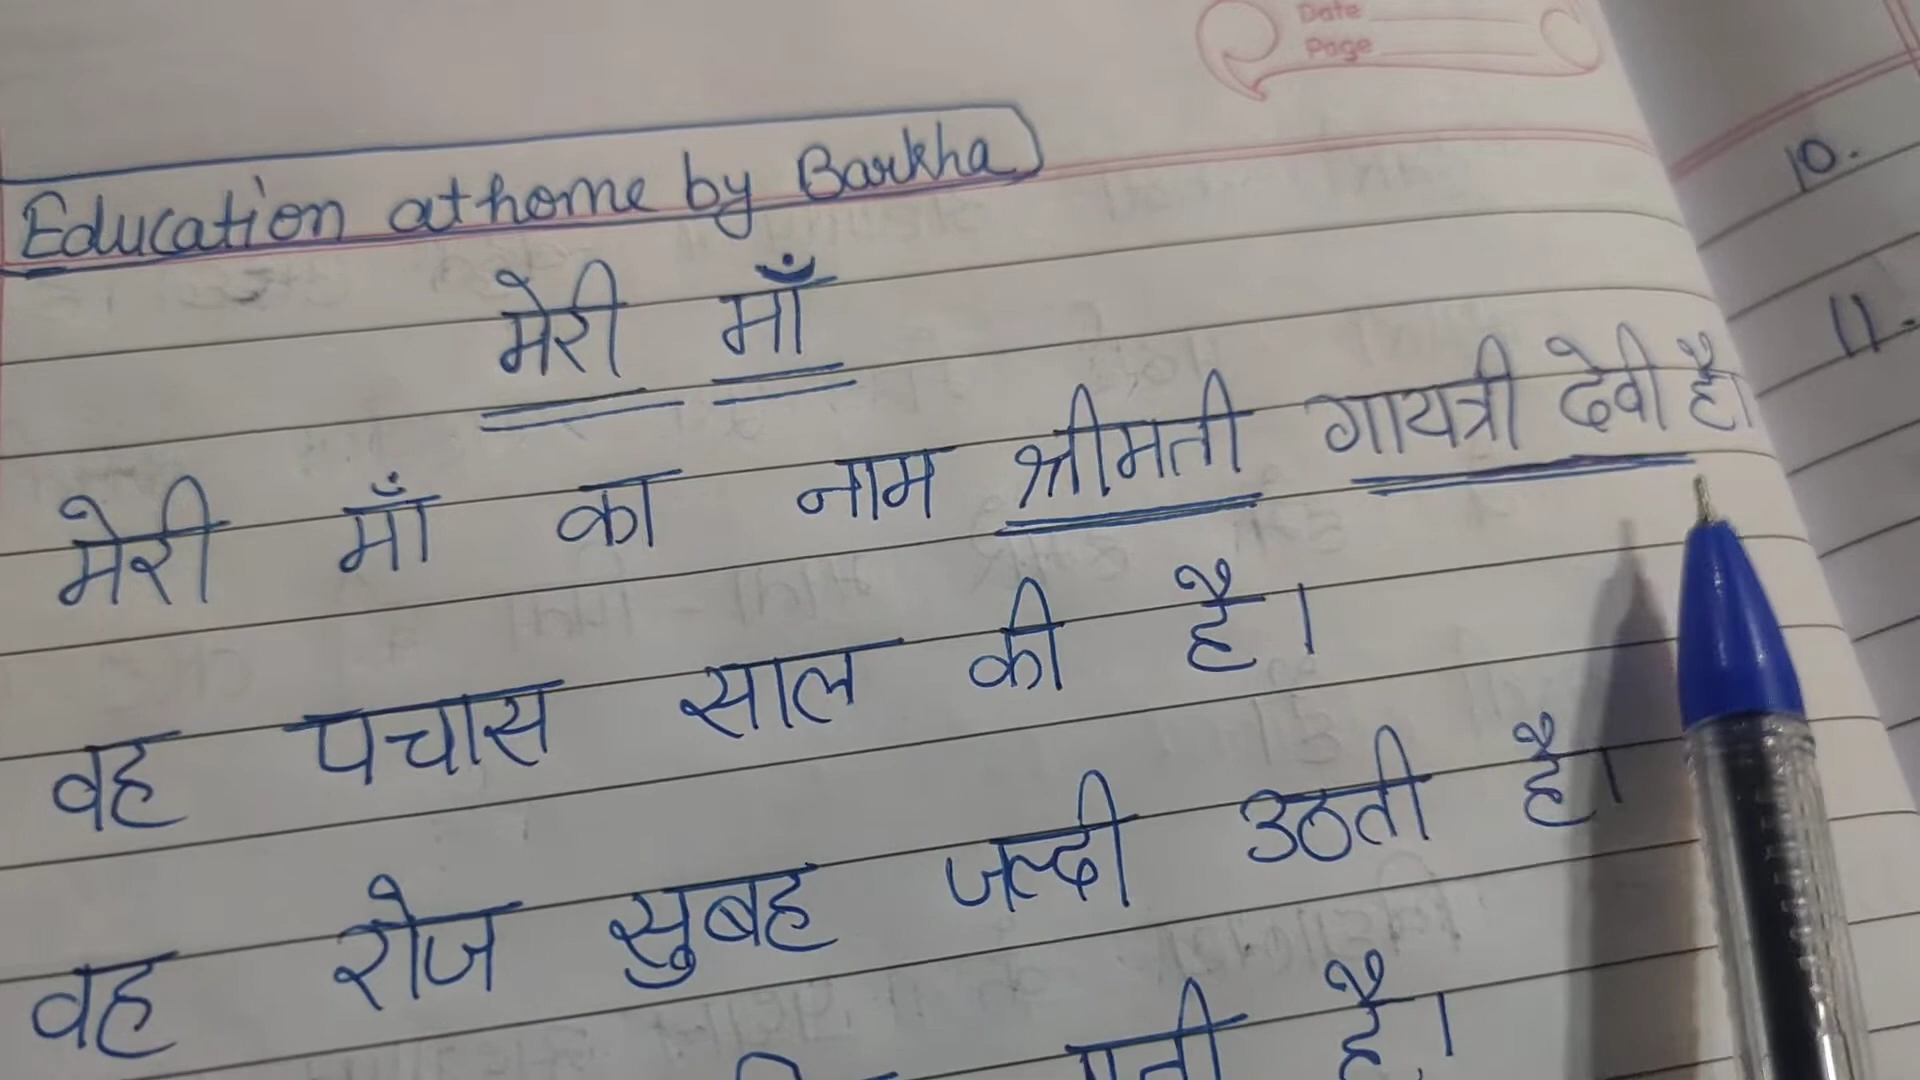 Date
Page
Education at home by Barkha
मेरी माँ
मेरी माँ का नाम श्रीमती गायत्री देवी है।
वह पचास साल की है।
वह रोज सुबह जल्दी उठती है।
है।
10.
11.